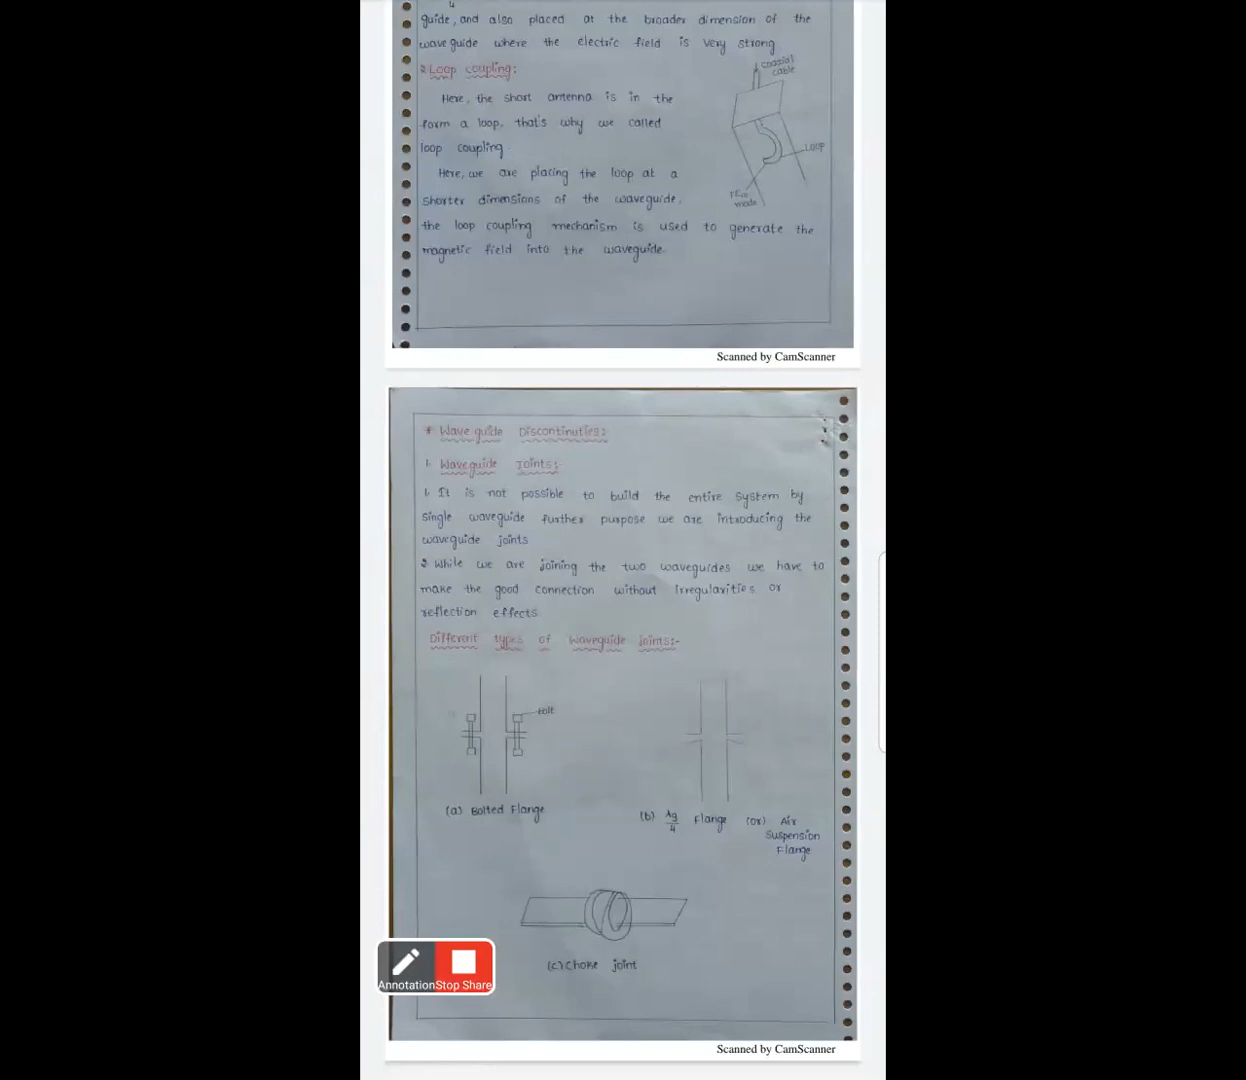 4
guide, and also placed at the broader dimension of the
wave guide where the electric field is very strong
2. Loop coupling:
coaxial
cable
Here, the short antenna is in the
form a loop, that's why we called
loop coupling.
Loop
Here, we are placing the loop at a
shorter dimensions of the waveguide,
mode
the loop coupling mechanism is used to generate the
magnetic field into the waveguide.
Scanned by CamScanner
* Wave guide Discontinuties:
1. Waveguide Joints:-
1. It is not possible to build the entire system by
single waveguide further purpose we are introducing the
waveguide joints
2. While we are joining the two waveguides we have to
make the good connection without irregularities or
reflection effects
Different types of waveguide joints:-
Bolt
(a) Bolted Flange
(b) λg/4 Flange (or) Air
Suspension
Flange
(c) Choke joint
Annotation Stop Share
Scanned by CamScanner